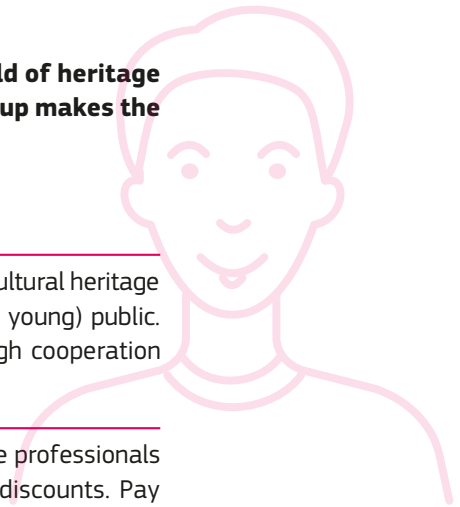 ld of heritage
up makes the
ultural heritage
young) public.
gh cooperation
e professionals
discounts. Pay